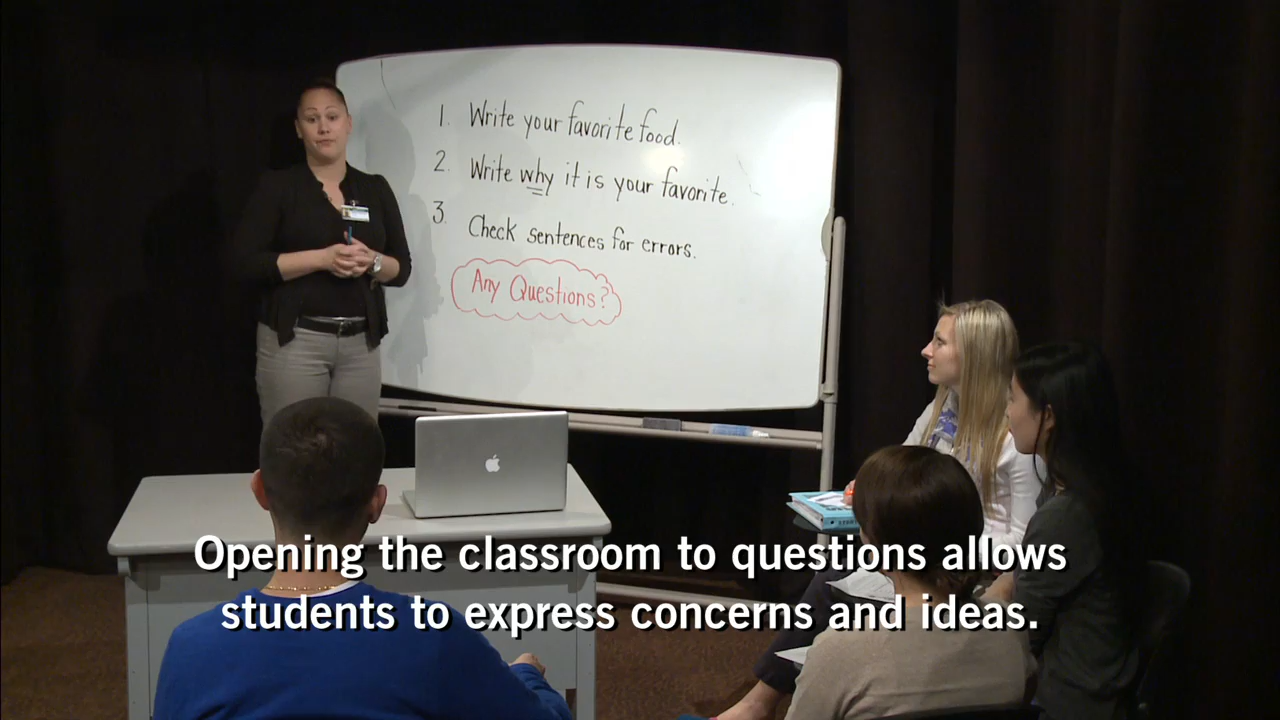 1. Write your favorite food.
2. Write why it is your favorite.
3. Check sentences for errors.
Any Questions?
Opening the classroom to questions allows
students to express concerns and ideas.